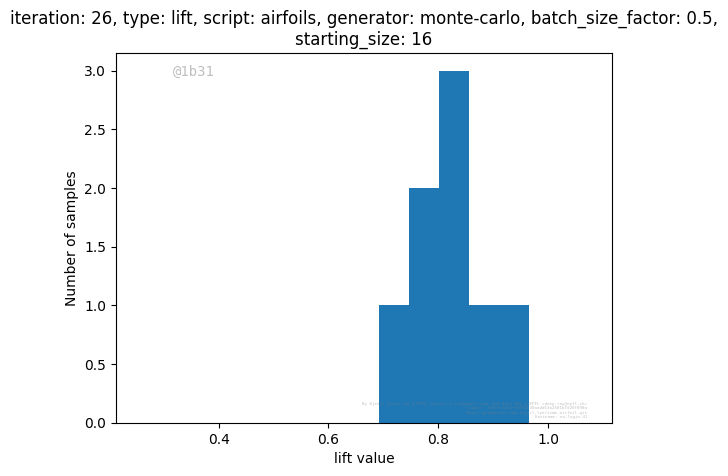 iteration: 26, type: lift, script: airfoils, generator: monte-carlo, batch_size_factor: 0.5,
starting_size: 16
@1b31
3.0
2.5
2.0
1.5
1.0
0.5
0.0
Number of samples
0.4 0.6 0.8 1.0
lift value